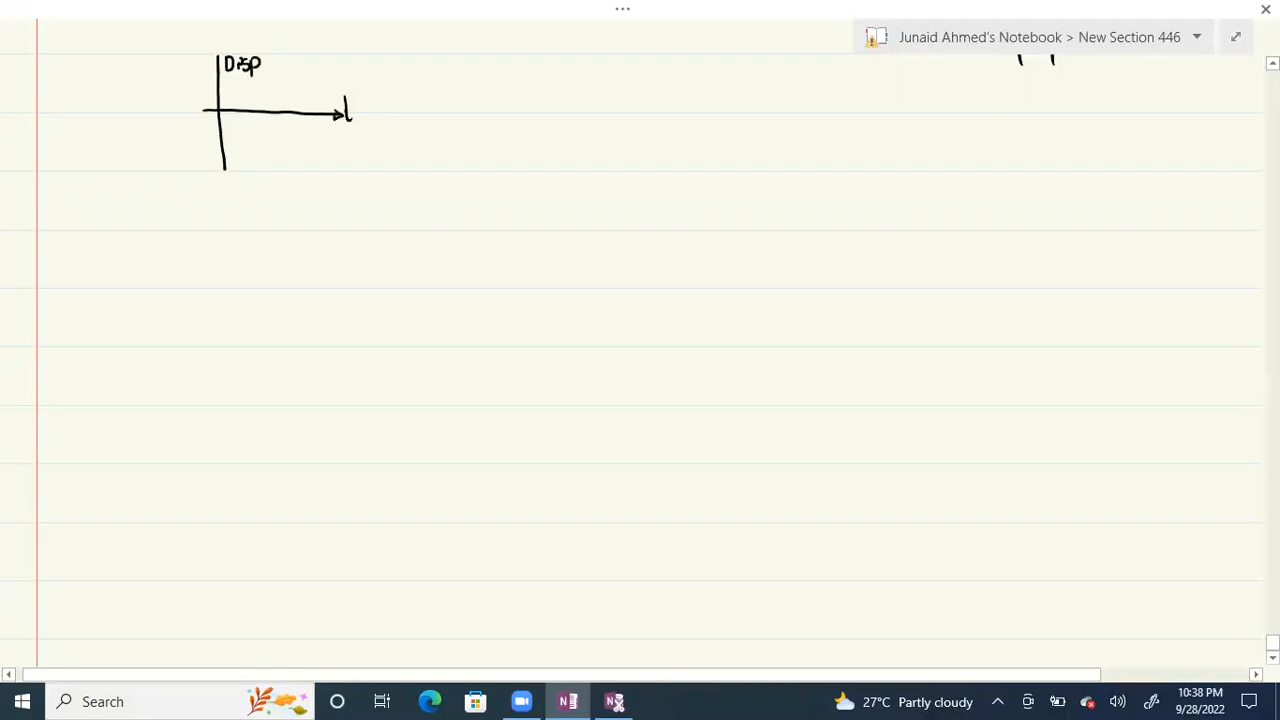 Junaid Ahmed's Notebook > New Section 446
Disp
Search
27°C Partly cloudy
10:38 PM
9/28/2022